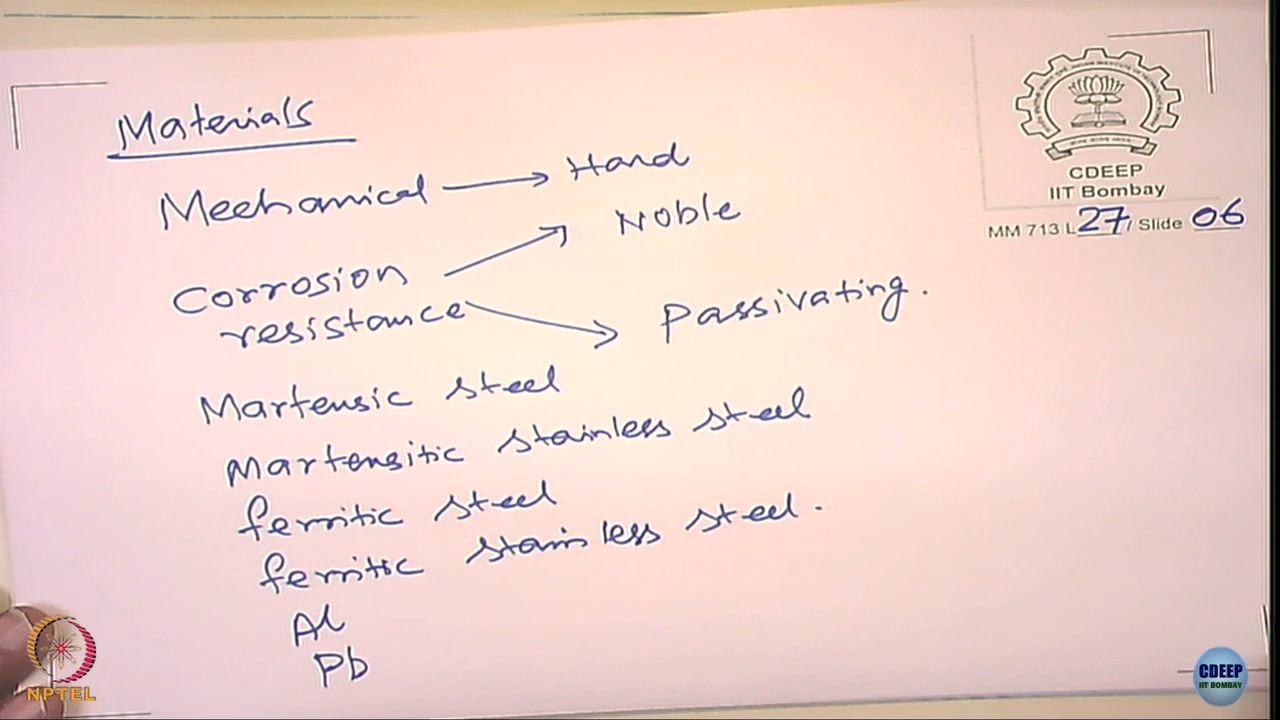 Materials
Mechanical → Hard
Corrosion resistance → Noble
→ Passivating.
Martensic steel
Martensitic stainless steel
ferritic steel
ferritic stainless steel.
Al
Pb
CDEEP
IIT Bombay
MM 713 L 27 / Slide 06
NPTEL
CDEEP
IIT BOMBAY